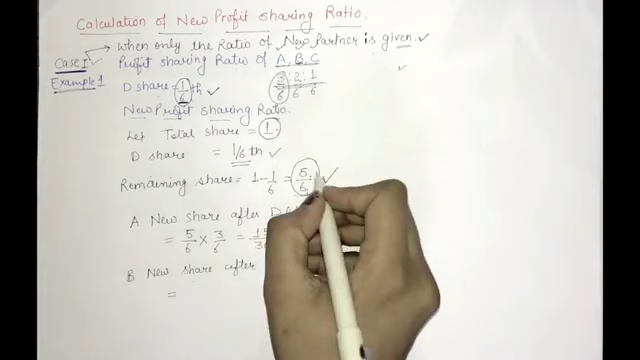 Calculation of New Profit sharing Ratio.
Case I when only the Ratio of New Partner is given.
Example 1 Profit sharing Ratio of A, B, C
3 : 2 : 1
D share = 1/6 th 3/6 2/6 1/6
New Profit sharing Ratio.
Let Total share = 1.
D share = 1/6 th
Remaining share = 1 - 1/6 = 5/6
A New share after
= 5/6 × 3/6 =
B New share after
=